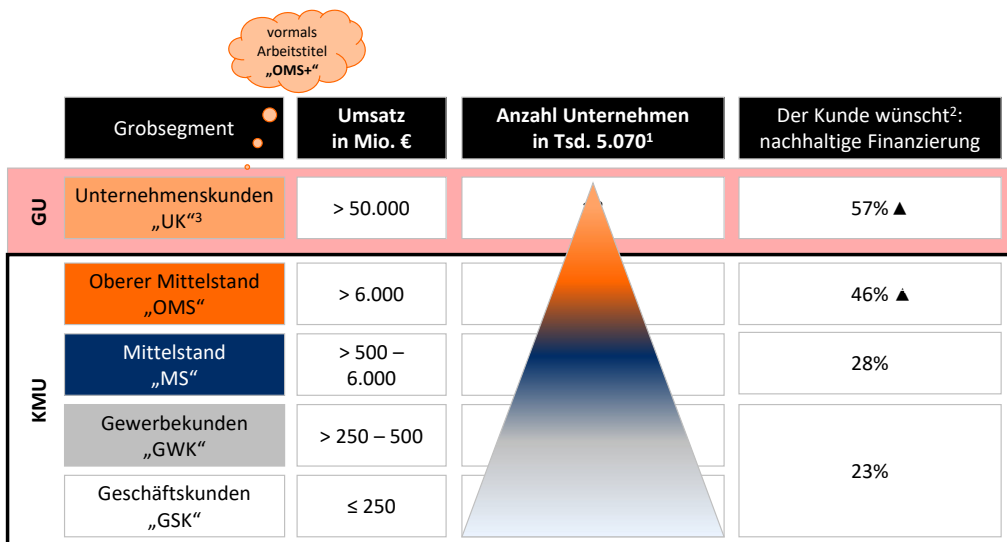 vormals
Arbeitstitel
„OMS+“
Grobsegment
Umsatz
in Mio. €
Anzahl Unternehmen
in Tsd. 5.070¹
Der Kunde wünscht²:
nachhaltige Finanzierung
GU
Unternehmenskunden
„UK“³
> 50.000
57% ▲
KMU
Oberer Mittelstand
„OMS“
> 6.000
46% ▲
Mittelstand
„MS“
> 500 –
6.000
28%
Gewerbekunden
„GWK“
> 250 – 500
23%
Geschäftskunden
„GSK“
≤ 250